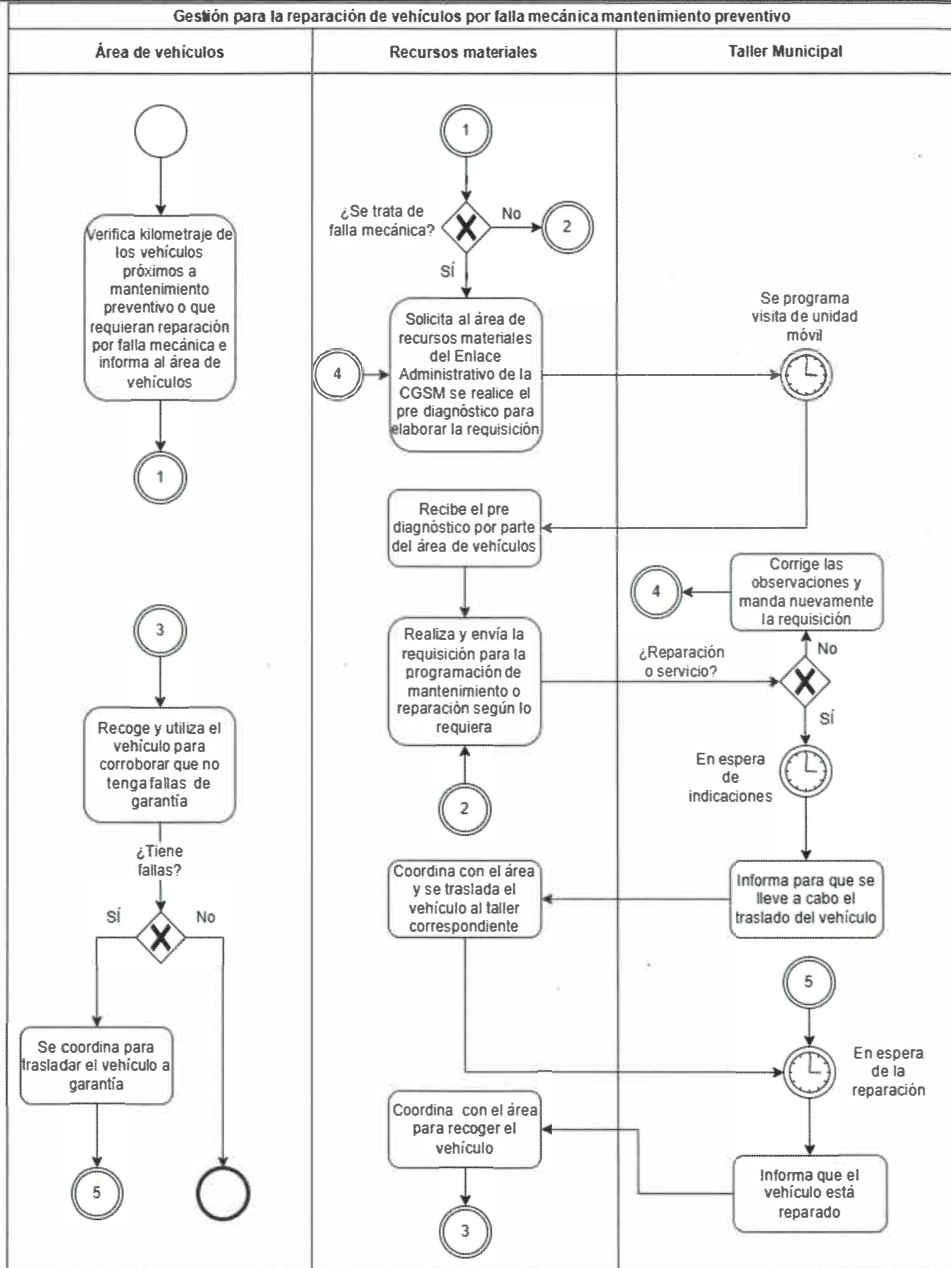 Gestión para la reparación de vehículos por falla mecánica mantenimiento preventivo
Área de vehículos
Recursos materiales
Taller Municipal
Verifica kilometraje de
los vehículos
próximos a
mantenimiento
preventivo o que
requieran reparación
por falla mecánica e
informa al área de
vehículos
1
3
Recoge y utiliza el
vehículo para
corroborar que no
tenga fallas de
garantía
¿Tiene
fallas?
SÍ
No
Se coordina para
trasladar el vehículo a
garantía
5
1
¿Se trata de
falla mecánica?
No
2
SÍ
4
Solicita al área de
recursos materiales
del Enlace
Administrativo de la
CGSM se realice el
pre diagnóstico para
elaborar la requisición
Recibe el pre
diagnóstico por parte
del área de vehículos
Realiza y envía la
requisición para la
programación de
mantenimiento o
reparación según lo
requiera
2
Coordina con el área
y se traslada el
vehículo al taller
correspondiente
Coordina con el área
para recoger el
vehículo
3
Se programa
visita de unidad
móvil
4
Corrige las
observaciones y
manda nuevamente
la requisición
No
¿Reparación
o servicio?
SÍ
En espera
de
indicaciones
Informa para que se
lleve a cabo el
traslado del vehículo
5
En espera
de la
reparación
Informa que el
vehículo está
reparado